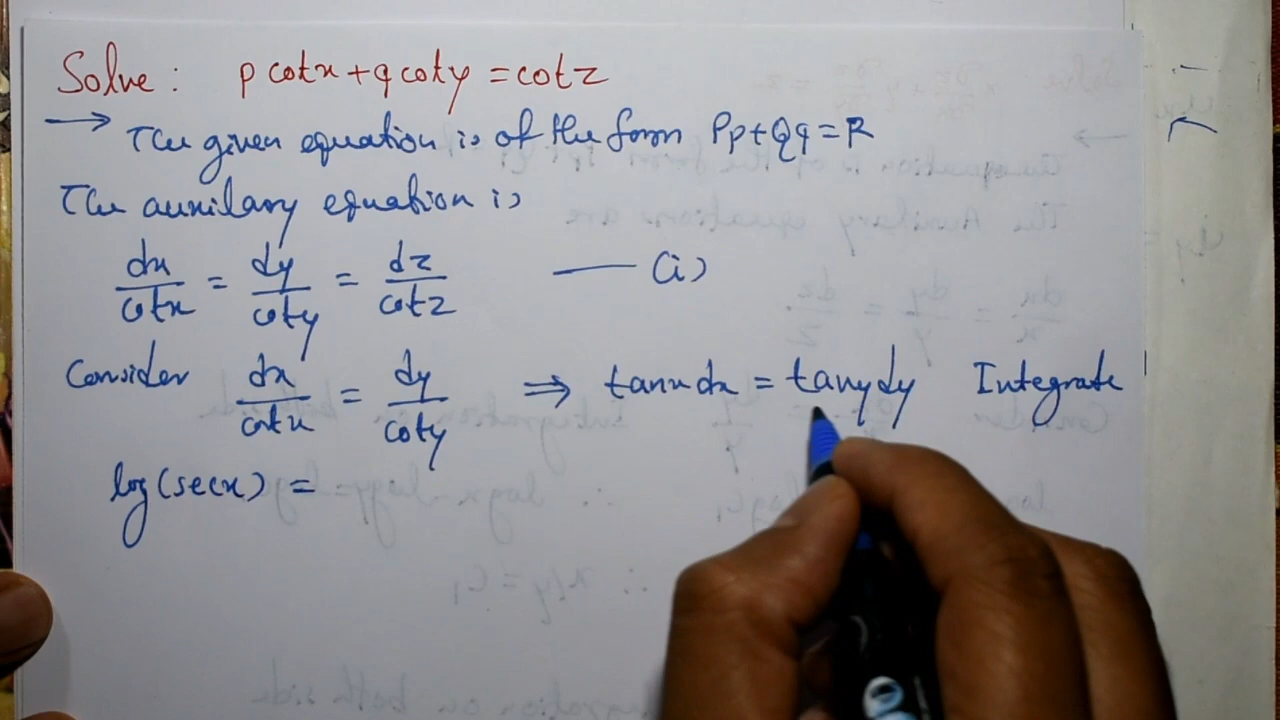 Solve : p cotx + q coty = cotz
→ The given equation is of the form Pp + Qq = R
The auxilary equation is
dx/cotx = dy/coty = dz/cotz —— (i)
Consider dx/cotx = dy/coty ⇒ tanx dx = tany dy Integrate
log(secx) =